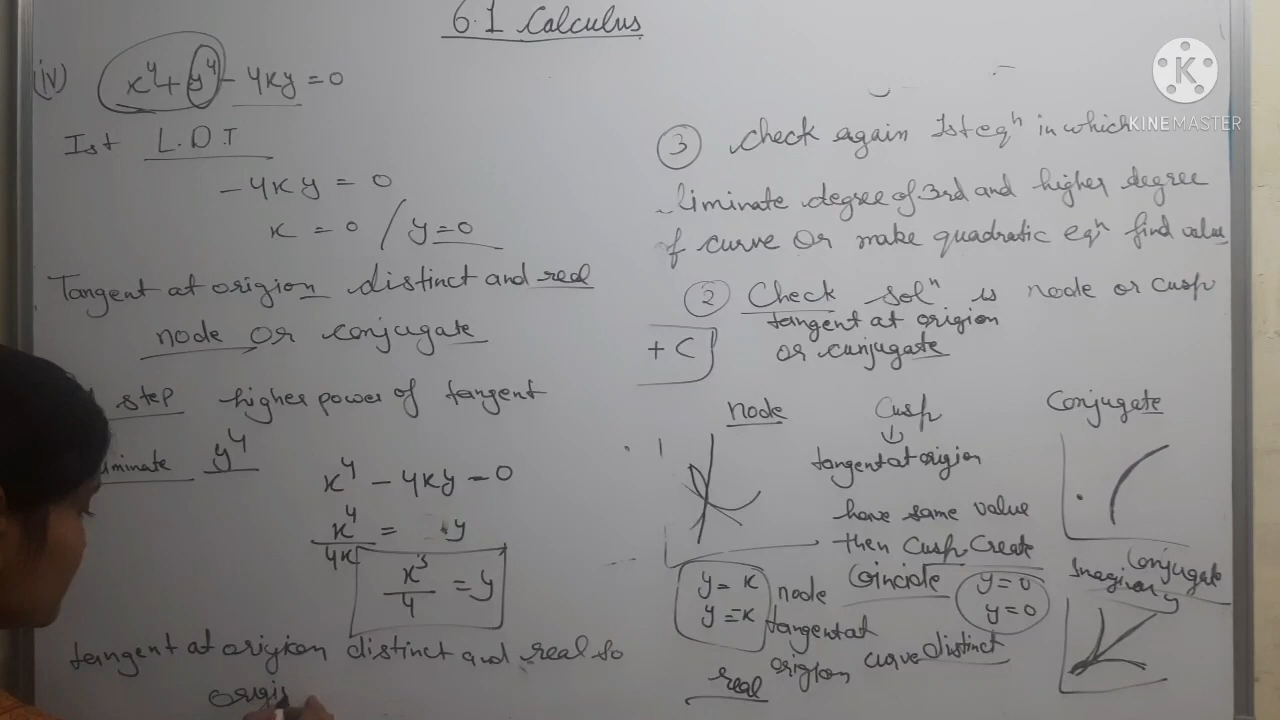 6.1 Calculus
(iv) x⁴ + y⁴ - 4xy = 0
Ist L.D.T
- 4xy = 0
x = 0 / y = 0
Tangent at origion distinct and real
node or conjugate
step higher power of tangent
iminate y⁴
x⁴ - 4xy = 0
x⁴/4x = y
x³/4 = y
tangent at origion distinct and real so
origi
K
KINEMASTER
③ check again 1st eqⁿ in which
liminate degree of 3rd and higher degree
of curve or make quadratic eqⁿ find value
② Check solⁿ is node or cusp
tangent at origion
or cunjugate
+ C
node
y = x
y = -x
node
tangent at
origion curve distinct
real
Cusp
tangent at origion
have same value
then Cusp Create
Coincide
y = 0
y = 0
Conjugate
Conjugate
Imaginary